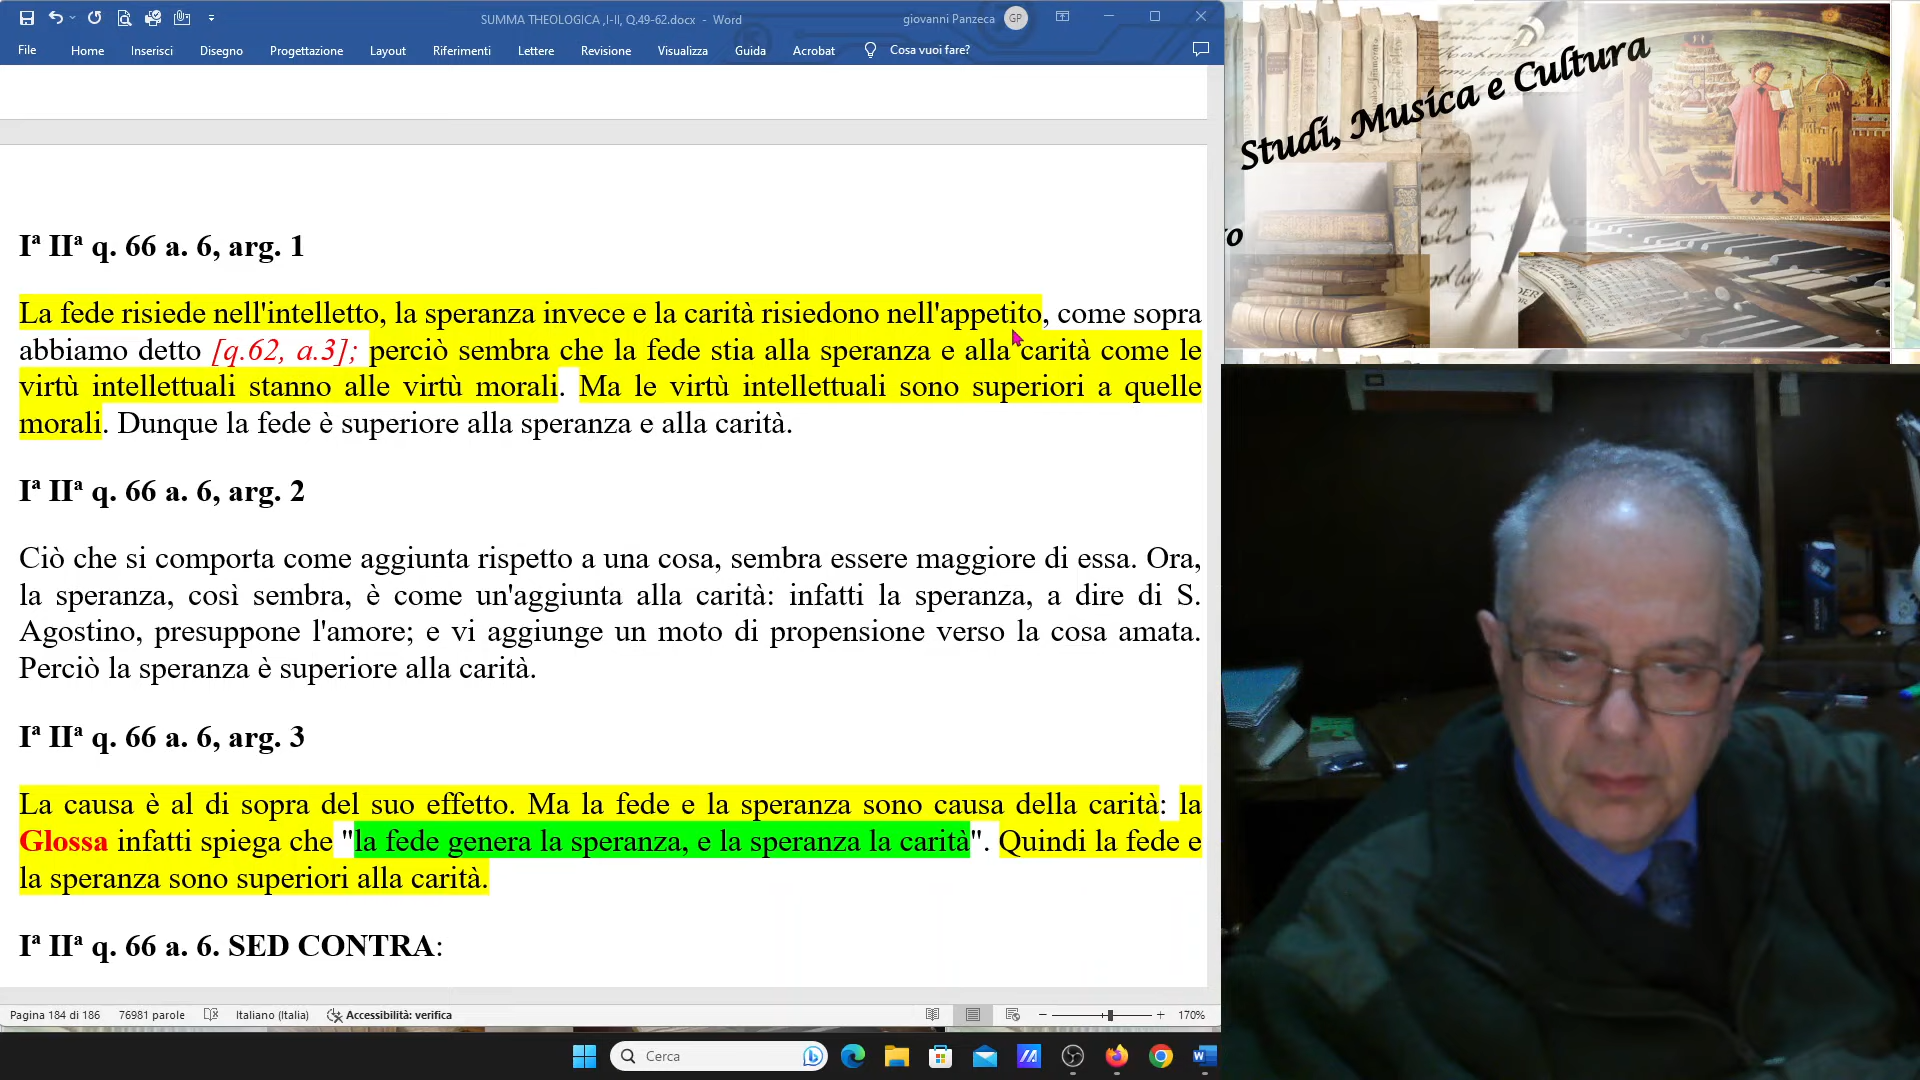 SUMMA THEOLOGICA ,I-II, Q.49-62.docx - Word
giovanni Panzeca
GP
File Home Inserisci Disegno Progettazione Layout Riferimenti Lettere Revisione Visualizza Guida Acrobat Cosa vuoi fare?
Studi, Musica e Cultura
Iª IIª q. 66 a. 6, arg. 1
La fede risiede nell'intelletto, la speranza invece e la carità risiedono nell'appetito, come sopra
abbiamo detto [q.62, a.3]; perciò sembra che la fede stia alla speranza e alla carità come le
virtù intellettuali stanno alle virtù morali. Ma le virtù intellettuali sono superiori a quelle
morali. Dunque la fede è superiore alla speranza e alla carità.
Iª IIª q. 66 a. 6, arg. 2
Ciò che si comporta come aggiunta rispetto a una cosa, sembra essere maggiore di essa. Ora,
la speranza, così sembra, è come un'aggiunta alla carità: infatti la speranza, a dire di S.
Agostino, presuppone l'amore; e vi aggiunge un moto di propensione verso la cosa amata.
Perciò la speranza è superiore alla carità.
Iª IIª q. 66 a. 6, arg. 3
La causa è al di sopra del suo effetto. Ma la fede e la speranza sono causa della carità: la
Glossa infatti spiega che "la fede genera la speranza, e la speranza la carità". Quindi la fede e
la speranza sono superiori alla carità.
Iª IIª q. 66 a. 6. SED CONTRA:
Pagina 184 di 186 76981 parole Italiano (Italia) Accessibilità: verifica 170%
Cerca